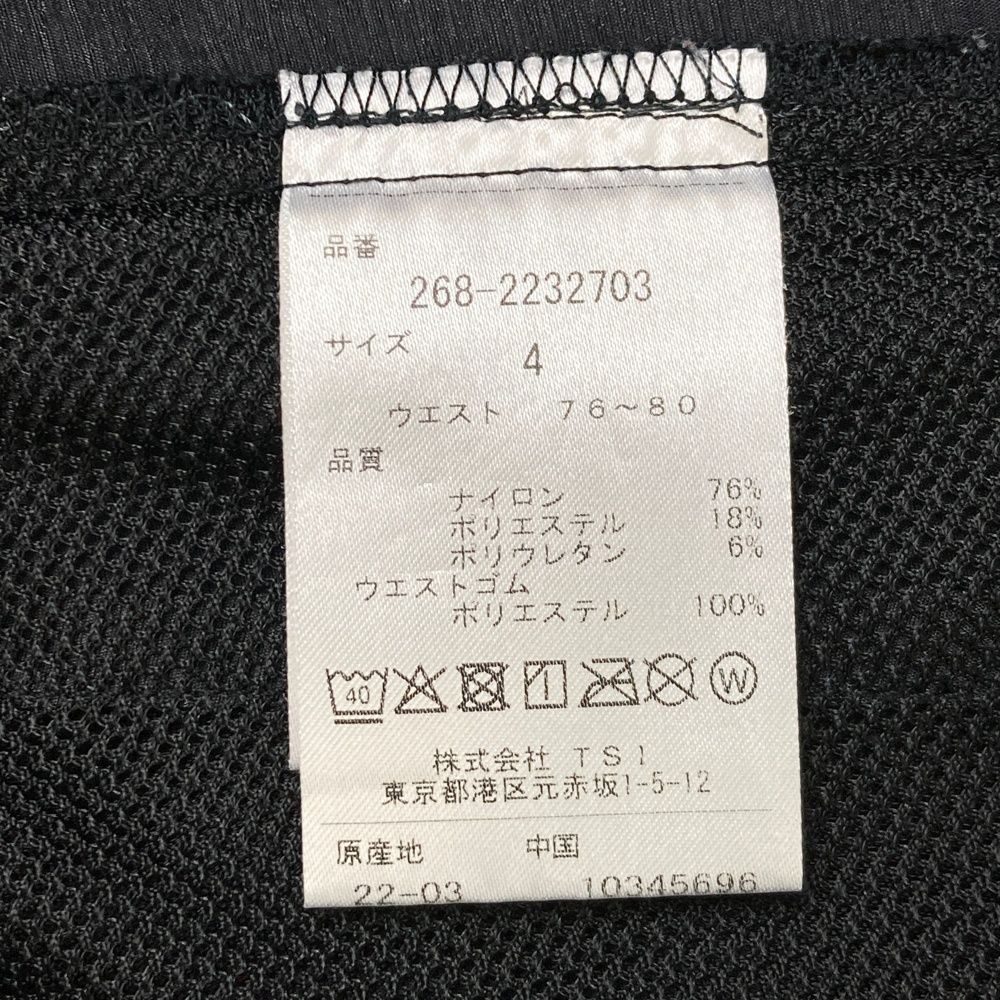 品番
268-2232703
サイズ 4
ウエスト 76~80
品質
ナイロン 76%
ポリエステル 18%
ポリウレタン 6%
ウエストゴム
ポリエステル 100%
40 W
株式会社 TSI
東京都港区元赤坂1-5-12
原産地 中国
22-03 10345696